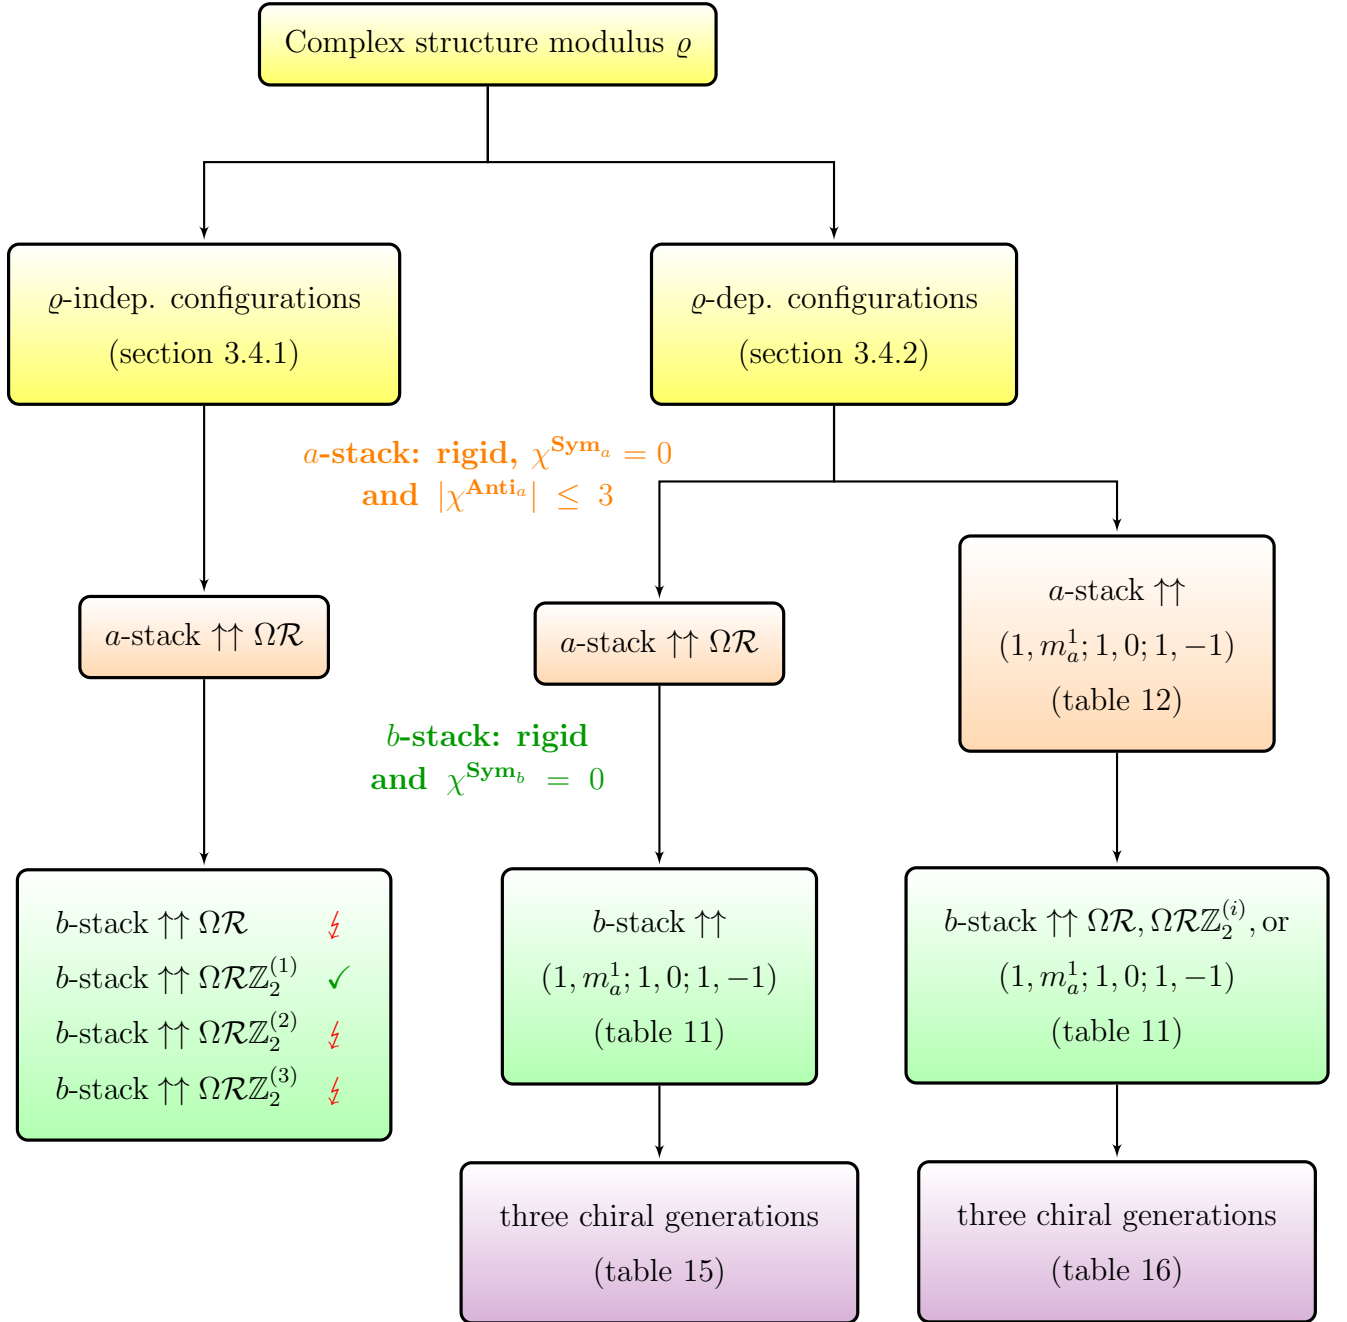 Complex structure modulus ϱ
ϱ-indep. configurations
(section 3.4.1)
ϱ-dep. configurations
(section 3.4.2)
a-stack: rigid, χ^{Sym_a} = 0
and |χ^{Anti_a}| ≤ 3
a-stack ↑↑ Ωℛ
a-stack ↑↑ Ωℛ
a-stack ↑↑
(1, m_a^1; 1, 0; 1, −1)
(table 12)
b-stack: rigid
and χ^{Sym_b} = 0
b-stack ↑↑ Ωℛ ↯
b-stack ↑↑ Ωℛℤ_2^{(1)} ✓
b-stack ↑↑ Ωℛℤ_2^{(2)} ↯
b-stack ↑↑ Ωℛℤ_2^{(3)} ↯
b-stack ↑↑
(1, m_a^1; 1, 0; 1, −1)
(table 11)
b-stack ↑↑ Ωℛ, Ωℛℤ_2^{(i)}, or
(1, m_a^1; 1, 0; 1, −1)
(table 11)
three chiral generations
(table 15)
three chiral generations
(table 16)